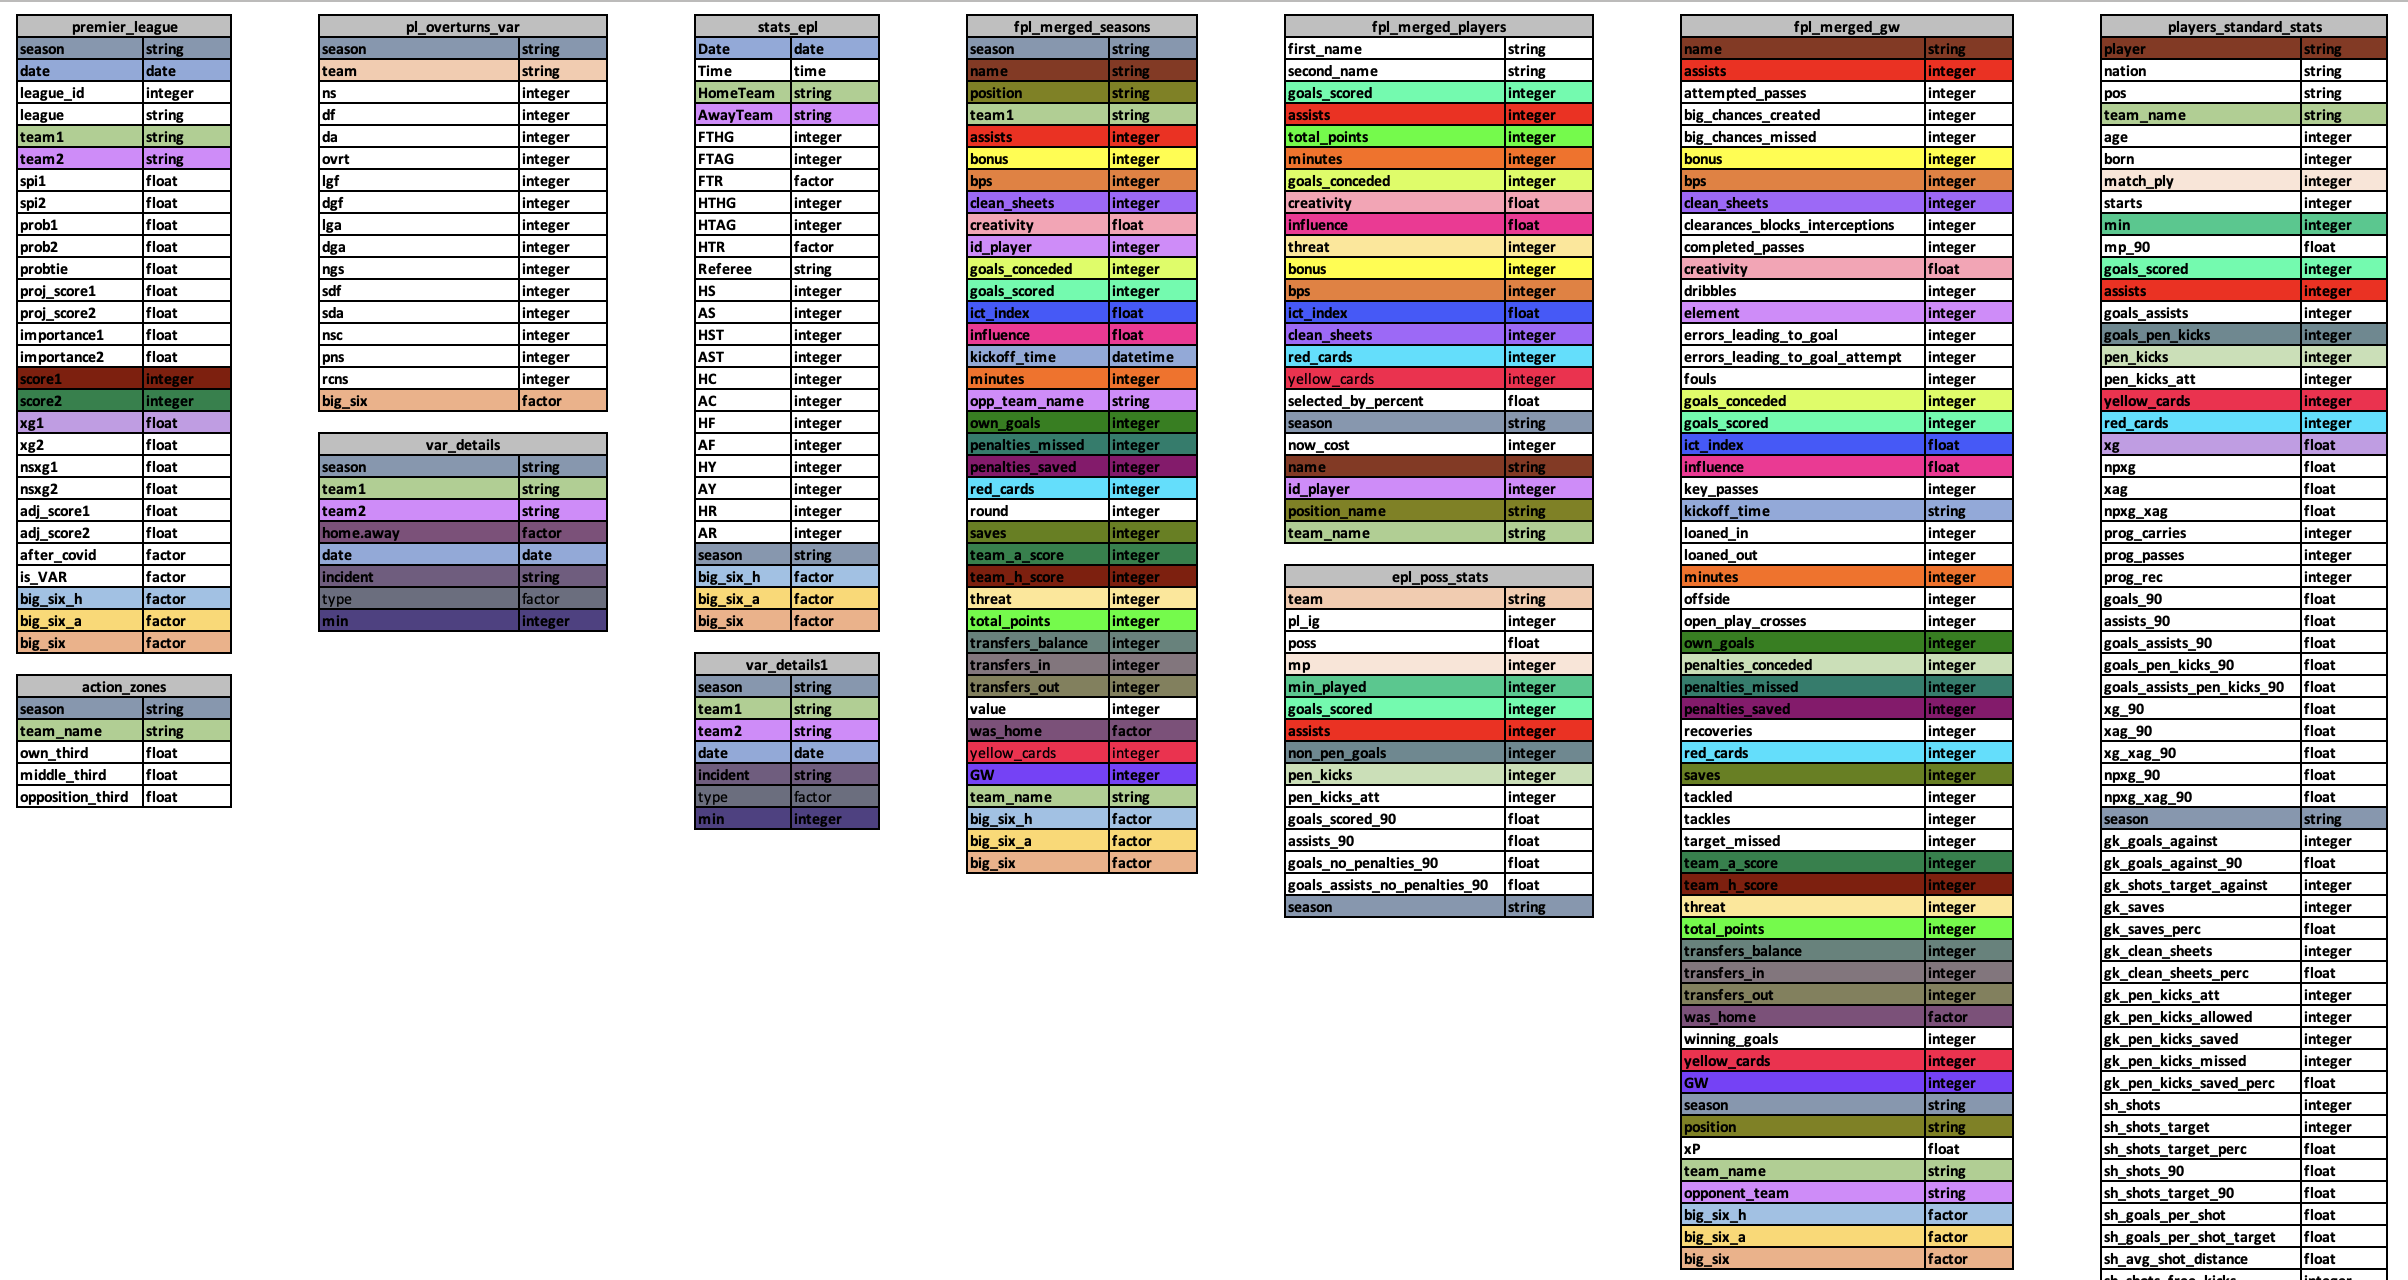 premier_league
season string
date date
league_id integer
league string
team1 string
team2 string
spi1 float
spi2 float
prob1 float
prob2 float
probtie float
proj_score1 float
proj_score2 float
importance1 float
importance2 float
score1 integer
score2 integer
xg1 float
xg2 float
nsxg1 float
nsxg2 float
adj_score1 float
adj_score2 float
after_covid factor
is_VAR factor
big_six_h factor
big_six_a factor
big_six factor
action_zones
season string
team_name string
own_third float
middle_third float
opposition_third float
pl_overturns_var
season string
team string
ns integer
df integer
da integer
ovrt integer
lgf integer
dgf integer
lga integer
dga integer
ngs integer
sdf integer
sda integer
nsc integer
pns integer
rcns integer
big_six factor
var_details
season string
team1 string
team2 string
home.away factor
date date
incident string
type factor
min integer
stats_epl
Date date
Time time
HomeTeam string
AwayTeam string
FTHG integer
FTAG integer
FTR factor
HTHG integer
HTAG integer
HTR factor
Referee string
HS integer
AS integer
HST integer
AST integer
HC integer
AC integer
HF integer
AF integer
HY integer
AY integer
HR integer
AR integer
season string
big_six_h factor
big_six_a factor
big_six factor
var_details1
season string
team1 string
team2 string
date date
incident string
type factor
min integer
fpl_merged_seasons
season string
name string
position string
team1 string
assists integer
bonus integer
bps integer
clean_sheets integer
creativity float
id_player integer
goals_conceded integer
goals_scored integer
ict_index float
influence float
kickoff_time datetime
minutes integer
opp_team_name string
own_goals integer
penalties_missed integer
penalties_saved integer
red_cards integer
round integer
saves integer
team_a_score integer
team_h_score integer
threat integer
total_points integer
transfers_balance integer
transfers_in integer
transfers_out integer
value integer
was_home factor
yellow_cards integer
GW integer
team_name string
big_six_h factor
big_six_a factor
big_six factor
fpl_merged_players
first_name string
second_name string
goals_scored integer
assists integer
total_points integer
minutes integer
goals_conceded integer
creativity float
influence float
threat integer
bonus integer
bps integer
ict_index float
clean_sheets integer
red_cards integer
yellow_cards integer
selected_by_percent float
season string
now_cost integer
name string
id_player integer
position_name string
team_name string
epl_poss_stats
team string
pl_ig integer
poss float
mp integer
min_played integer
goals_scored integer
assists integer
non_pen_goals integer
pen_kicks integer
pen_kicks_att integer
goals_scored_90 float
assists_90 float
goals_no_penalties_90 float
goals_assists_no_penalties_90 float
season string
fpl_merged_gw
name string
assists integer
attempted_passes integer
big_chances_created integer
big_chances_missed integer
bonus integer
bps integer
clean_sheets integer
clearances_blocks_interceptions integer
completed_passes integer
creativity float
dribbles integer
element integer
errors_leading_to_goal integer
errors_leading_to_goal_attempt integer
fouls integer
goals_conceded integer
goals_scored integer
ict_index float
influence float
key_passes integer
kickoff_time string
loaned_in integer
loaned_out integer
minutes integer
offside integer
open_play_crosses integer
own_goals integer
penalties_conceded integer
penalties_missed integer
penalties_saved integer
recoveries integer
red_cards integer
saves integer
tackled integer
tackles integer
target_missed integer
team_a_score integer
team_h_score integer
threat integer
total_points integer
transfers_balance integer
transfers_in integer
transfers_out integer
was_home factor
winning_goals integer
yellow_cards integer
GW integer
season string
position string
xP float
team_name string
opponent_team string
big_six_h factor
big_six_a factor
big_six factor
players_standard_stats
player string
nation string
pos string
team_name string
age integer
born integer
match_ply integer
starts integer
min integer
mp_90 float
goals_scored integer
assists integer
goals_assists integer
goals_pen_kicks integer
pen_kicks integer
pen_kicks_att integer
yellow_cards integer
red_cards integer
xg float
npxg float
xag float
npxg_xag float
prog_carries integer
prog_passes integer
prog_rec integer
goals_90 float
assists_90 float
goals_assists_90 float
goals_pen_kicks_90 float
goals_assists_pen_kicks_90 float
xg_90 float
xag_90 float
xg_xag_90 float
npxg_90 float
npxg_xag_90 float
season string
gk_goals_against integer
gk_goals_against_90 float
gk_shots_target_against integer
gk_saves integer
gk_saves_perc float
gk_clean_sheets integer
gk_clean_sheets_perc float
gk_pen_kicks_att integer
gk_pen_kicks_allowed integer
gk_pen_kicks_saved integer
gk_pen_kicks_missed integer
gk_pen_kicks_saved_perc float
sh_shots integer
sh_shots_target integer
sh_shots_target_perc float
sh_shots_90 float
sh_shots_target_90 float
sh_goals_per_shot float
sh_goals_per_shot_target float
sh_avg_shot_distance float